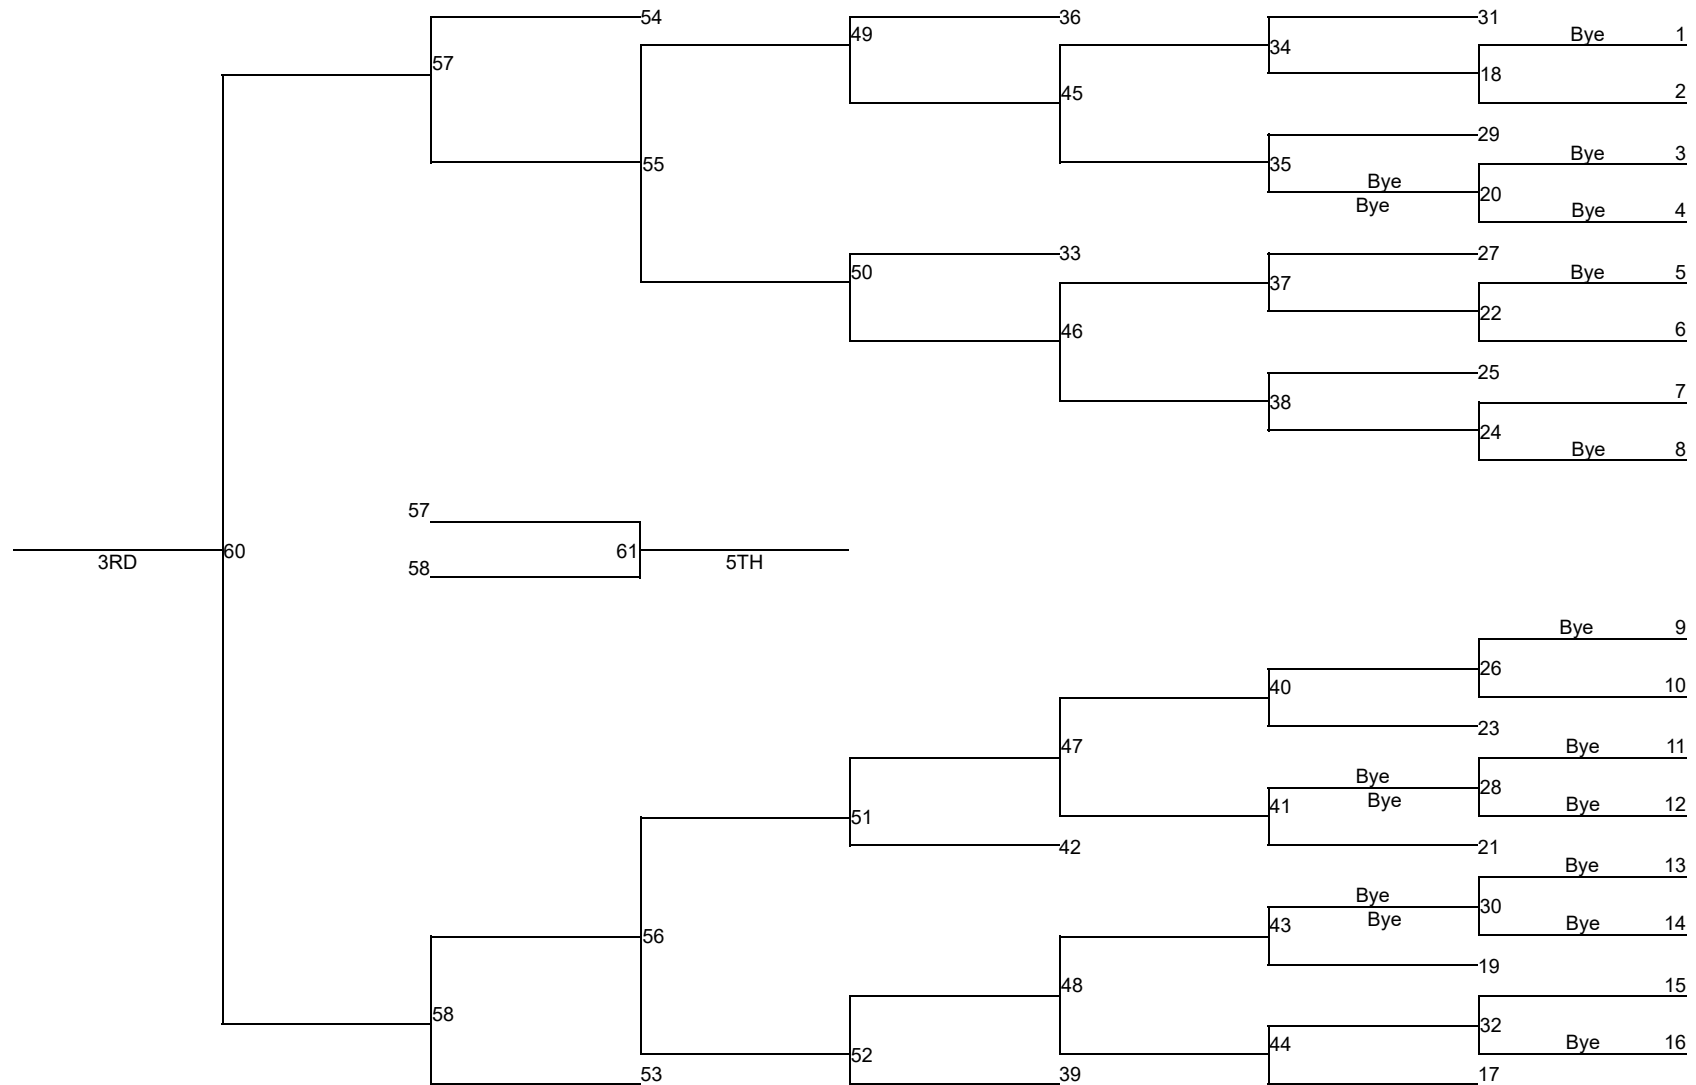 54 36 31
49 Bye 1
34
57
18
45 2
29
Bye 3
55 35
Bye
20
Bye Bye 4
33 27
50 Bye 5
37
22
46 6
25
7
38
24
Bye 8
57
60 61
3RD 58 5TH
Bye 9
26
40 10
23
47 Bye 11
Bye
28
41 Bye Bye 12
51
42 21
Bye 13
Bye
30
43 Bye Bye 14
56
19
48 15
58
32
52 44 Bye 16
53 39 17